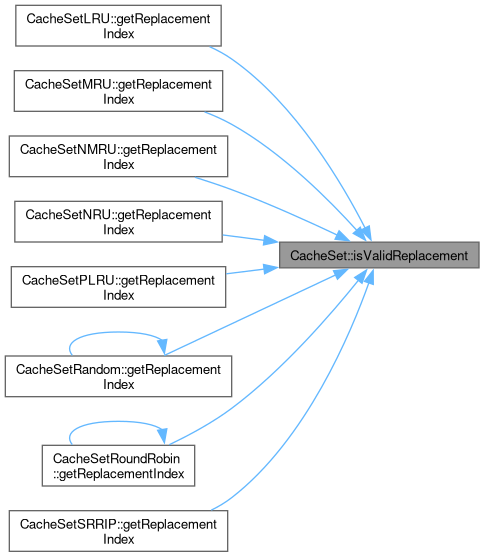 CacheSetLRU::getReplacement
Index
CacheSetMRU::getReplacement
Index
CacheSetNMRU::getReplacement
Index
CacheSetNRU::getReplacement
Index
CacheSet::isValidReplacement
CacheSetPLRU::getReplacement
Index
CacheSetRandom::getReplacement
Index
CacheSetRoundRobin
::getReplacementIndex
CacheSetSRRIP::getReplacement
Index